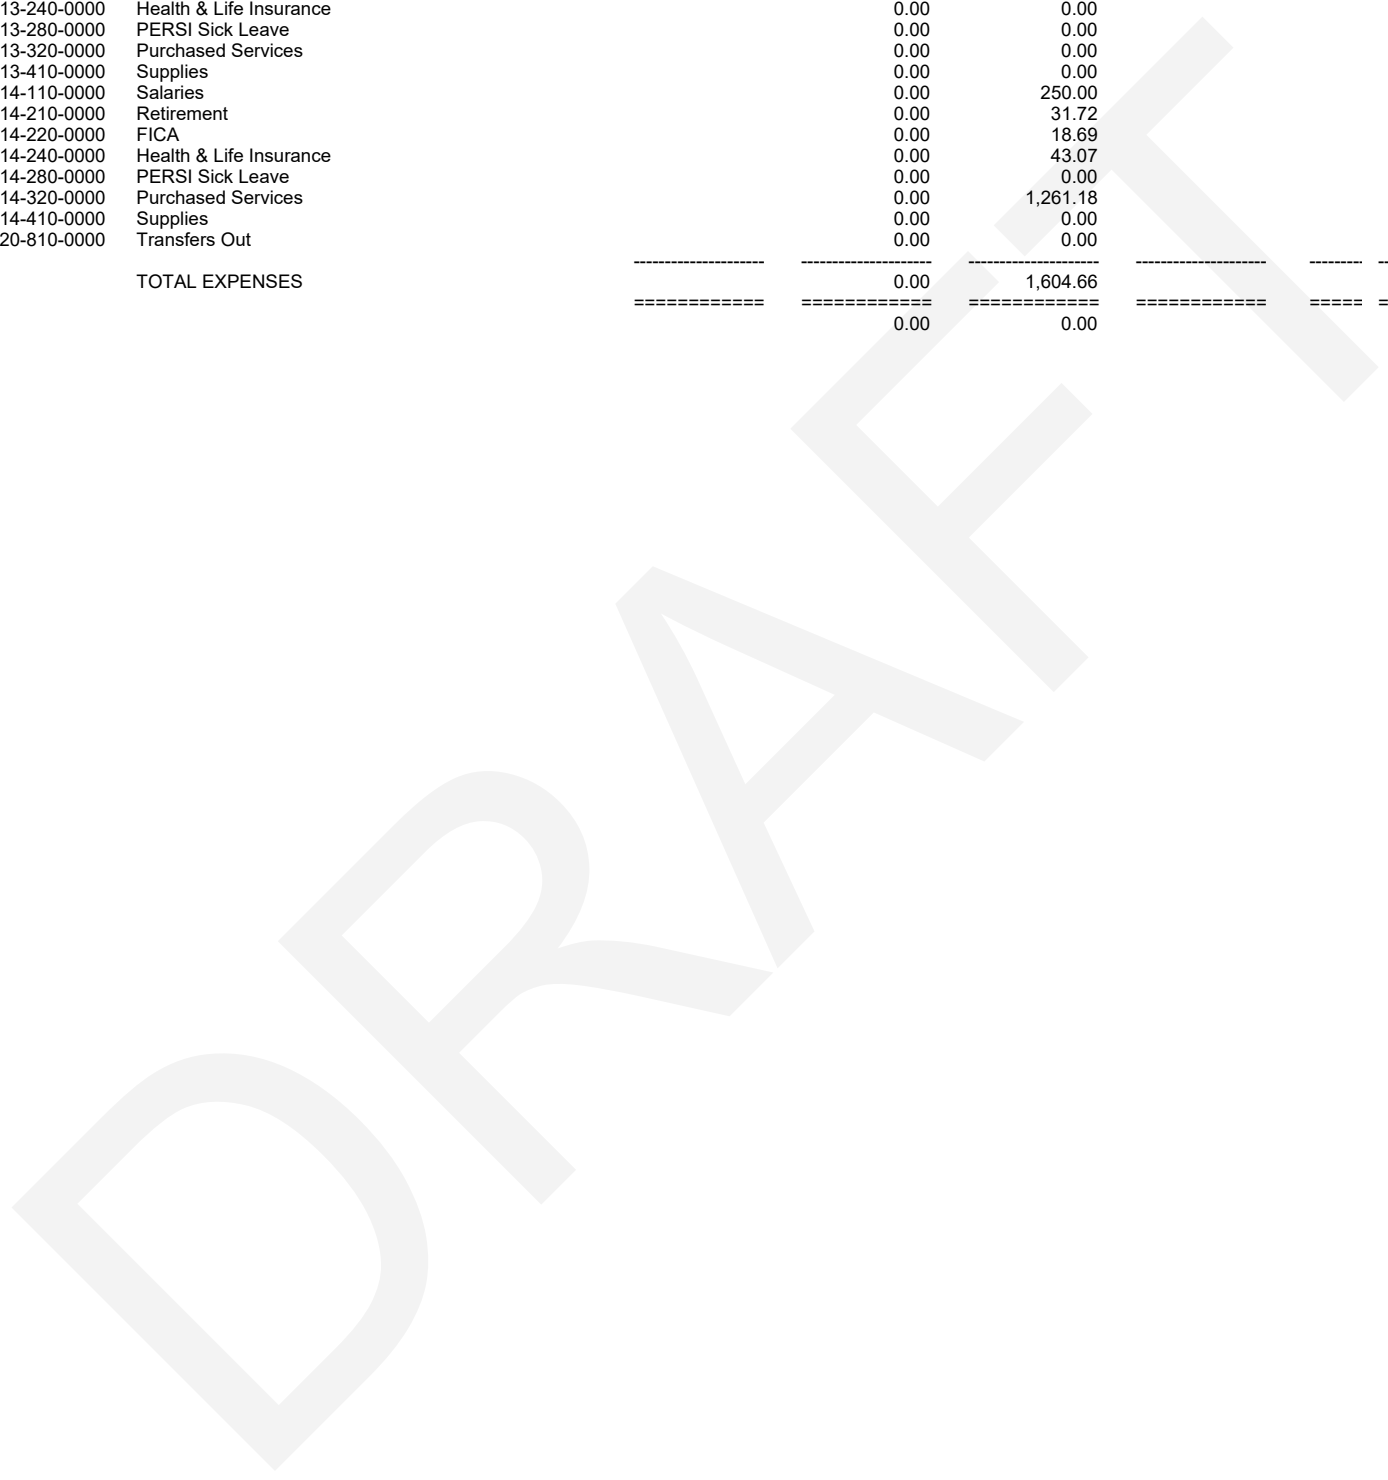 13-240-0000 Health & Life Insurance 0.00 0.00
13-280-0000 PERSI Sick Leave 0.00 0.00
13-320-0000 Purchased Services 0.00 0.00
13-410-0000 Supplies 0.00 0.00
14-110-0000 Salaries 0.00 250.00
14-210-0000 Retirement 0.00 31.72
14-220-0000 FICA 0.00 18.69
14-240-0000 Health & Life Insurance 0.00 43.07
14-280-0000 PERSI Sick Leave 0.00 0.00
14-320-0000 Purchased Services 0.00 1,261.18
14-410-0000 Supplies 0.00 0.00
20-810-0000 Transfers Out 0.00 0.00
--------------------- --------------------- --------------------- --------------------- -------- --
TOTAL EXPENSES 0.00 1,604.66
============ ============ ============ ============ ===== =
0.00 0.00
DRAFT